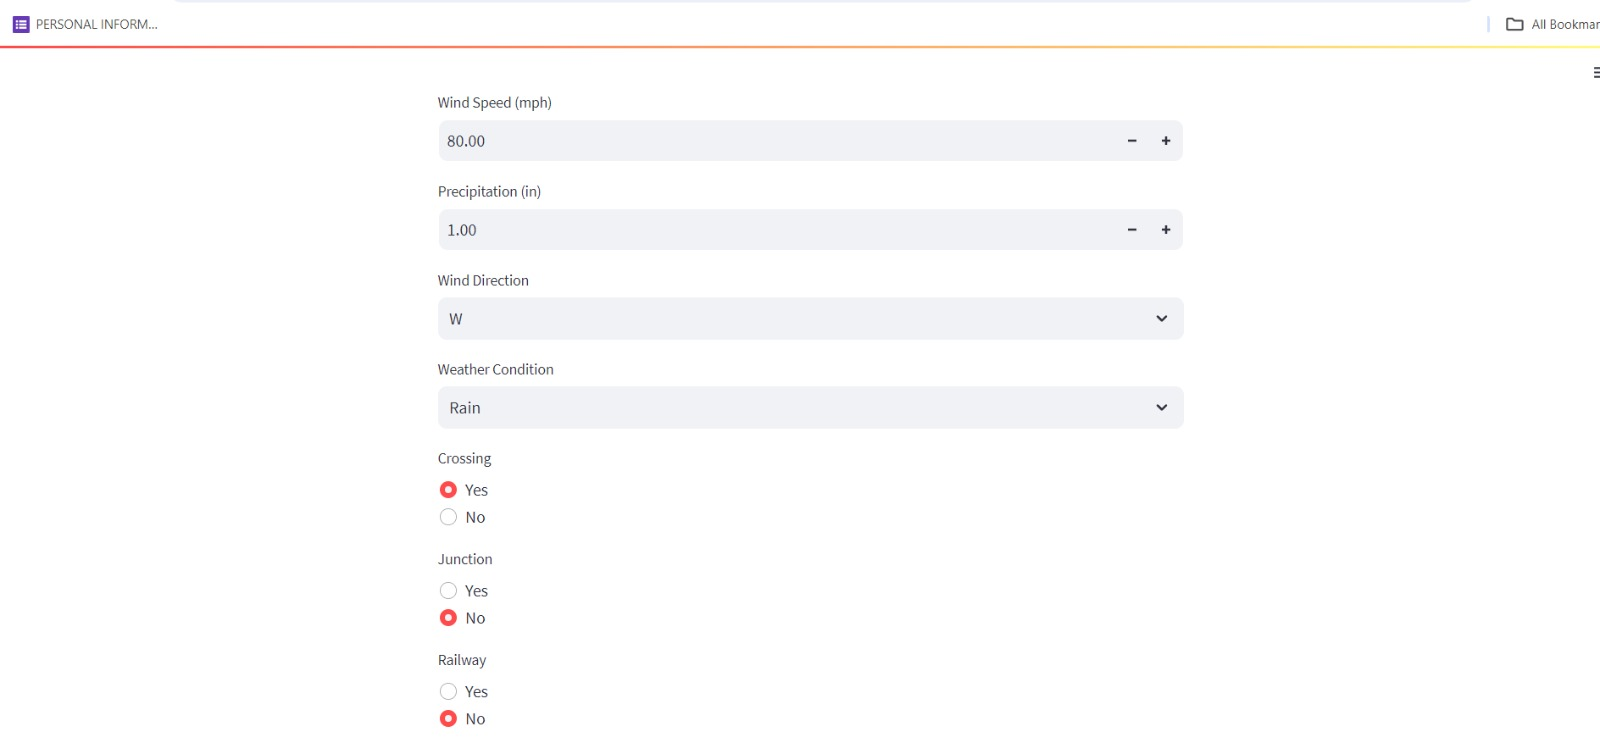 PERSONAL INFORM...
All Bookmar
Wind Speed (mph)
80.00
Precipitation (in)
1.00
Wind Direction
W
Weather Condition
Rain
Crossing
Yes
No
Junction
Yes
No
Railway
Yes
No